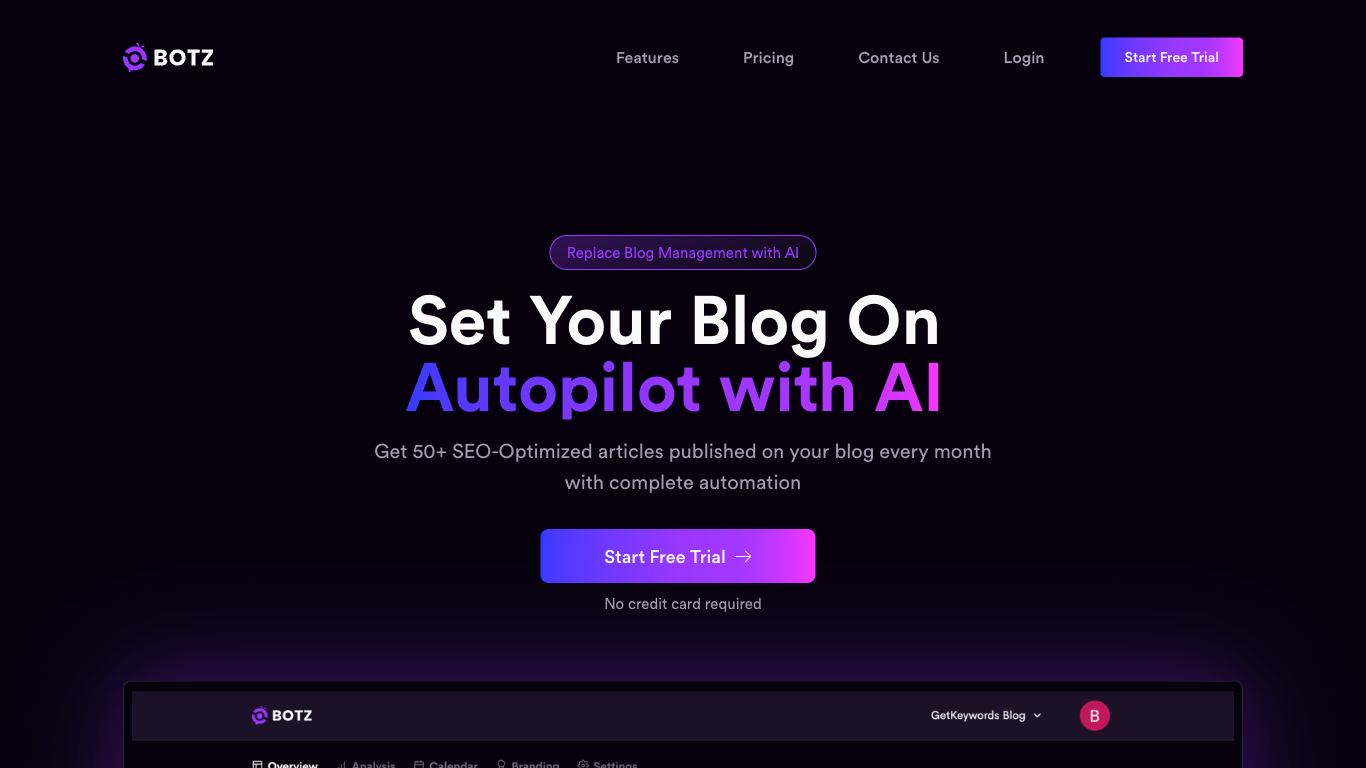 BOTZ
Features Pricing Contact Us Login Start Free Trial
Replace Blog Management with AI
Set Your Blog On
Autopilot with AI
Get 50+ SEO-Optimized articles published on your blog every month
with complete automation
Start Free Trial →
No credit card required
BOTZ GetKeywords Blog B
Overview Analysis Calendar Branding Settings